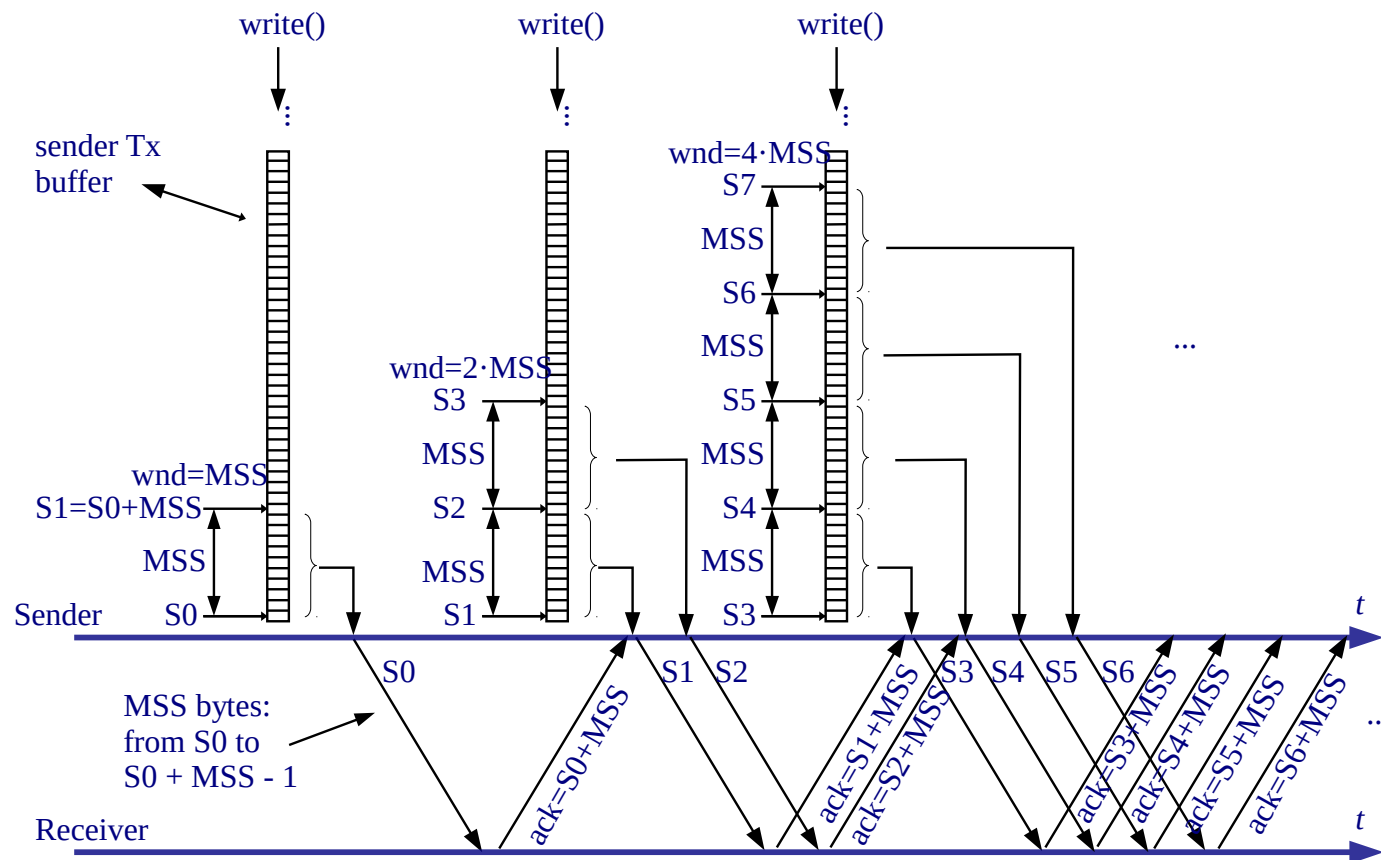 write()
write()
write()
...
...
...
sender Tx
buffer
wnd=4·MSS
S7
MSS
S6
MSS
S5
MSS
S4
MSS
S3
...
wnd=2·MSS
S3
MSS
S2
MSS
S1
wnd=MSS
S1=S0+MSS
MSS
S0
Sender
t
S0
S1
S2
S3
S4
S5
S6
MSS bytes:
from S0 to
S0 + MSS - 1
ack=S0+MSS
ack=S1+MSS
ack=S2+MSS
ack=S3+MSS
ack=S4+MSS
ack=S5+MSS
ack=S6+MSS
..
Receiver
t